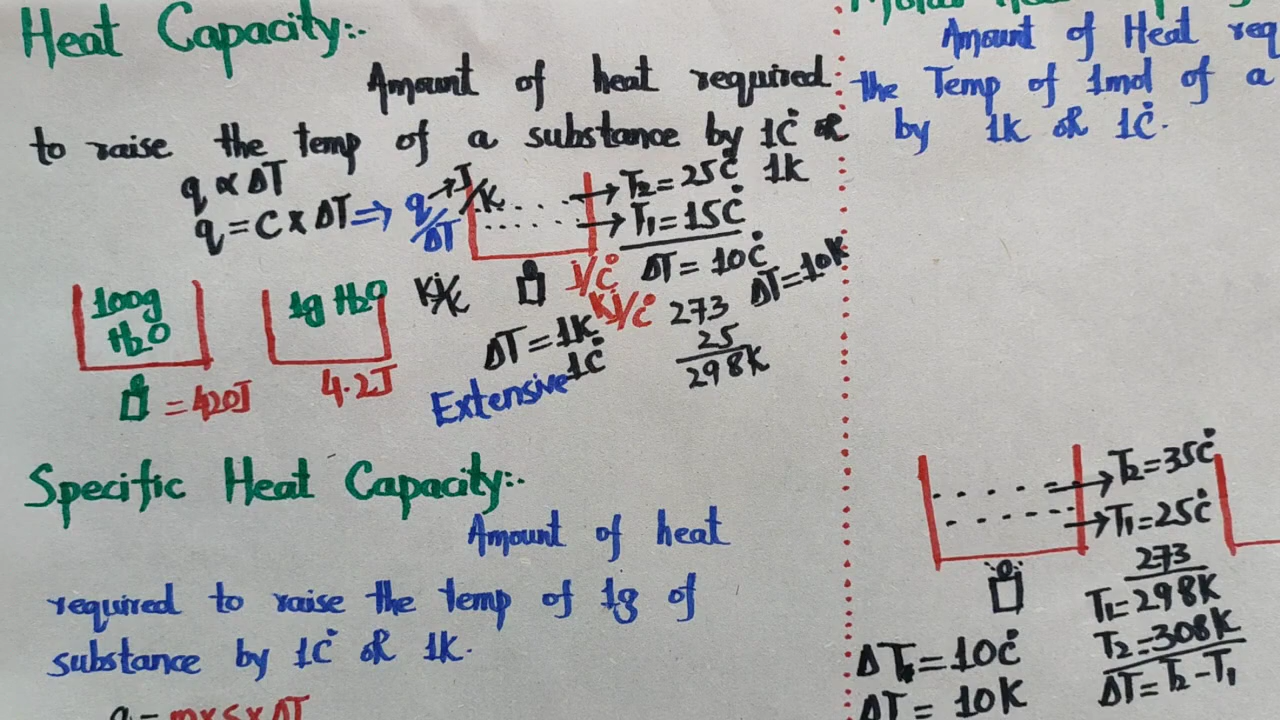 Heat Capacity:-
Amount of heat required
to raise the temp of a substance by 1°C or
1K
q ∝ ΔT
q = C × ΔT ⇒ q/ΔT → J/K
T₂ = 25°C
T₁ = 15°C
ΔT = 10°C
ΔT = 10K
J/°C
KJ/K
KJ/°C
ΔT = 1K
1°C
273
25
298K
100g
H₂O
= 420J
1g H₂O
4.2J
Extensive
Specific Heat Capacity:-
Amount of heat
required to raise the temp of 1g of
substance by 1°C or 1K.
q = m×s×ΔT
Amount of Heat req
the Temp of 1mol of a
by 1K or 1°C.
T₂ = 35°C
T₁ = 25°C
273
T₁ = 298K
T₂ = 308K
ΔT = T₂ - T₁
ΔT = 10°C
ΔT = 10K